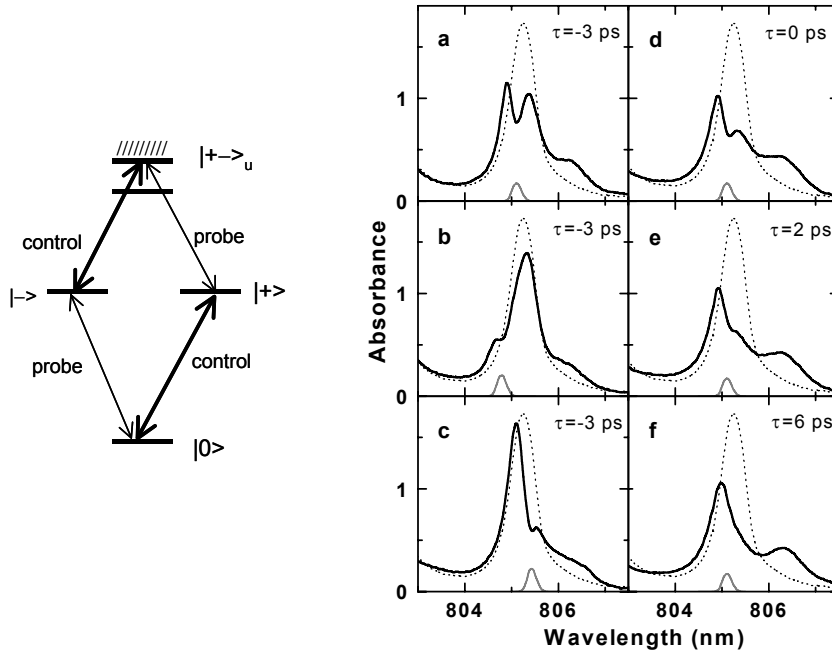 |+−>u
control
probe
|−>
|+>
probe
control
|0>
a
τ=-3 ps
d
τ=0 ps
1
0
b
τ=-3 ps
e
τ=2 ps
1
0
c
τ=-3 ps
f
τ=6 ps
1
0
804
806
804
806
Absorbance
Wavelength (nm)